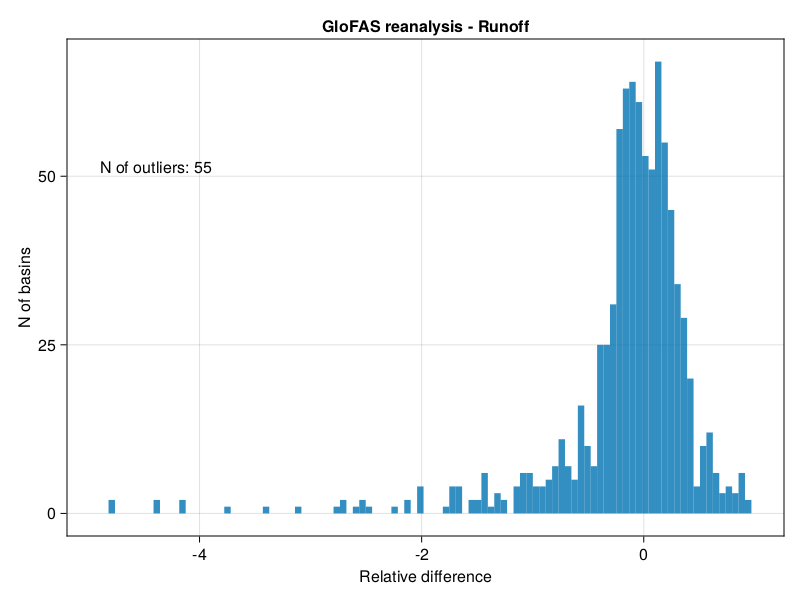 GloFAS reanalysis - Runoff
N of outliers: 55
50
25
0
N of basins
-4
-2
0
Relative difference